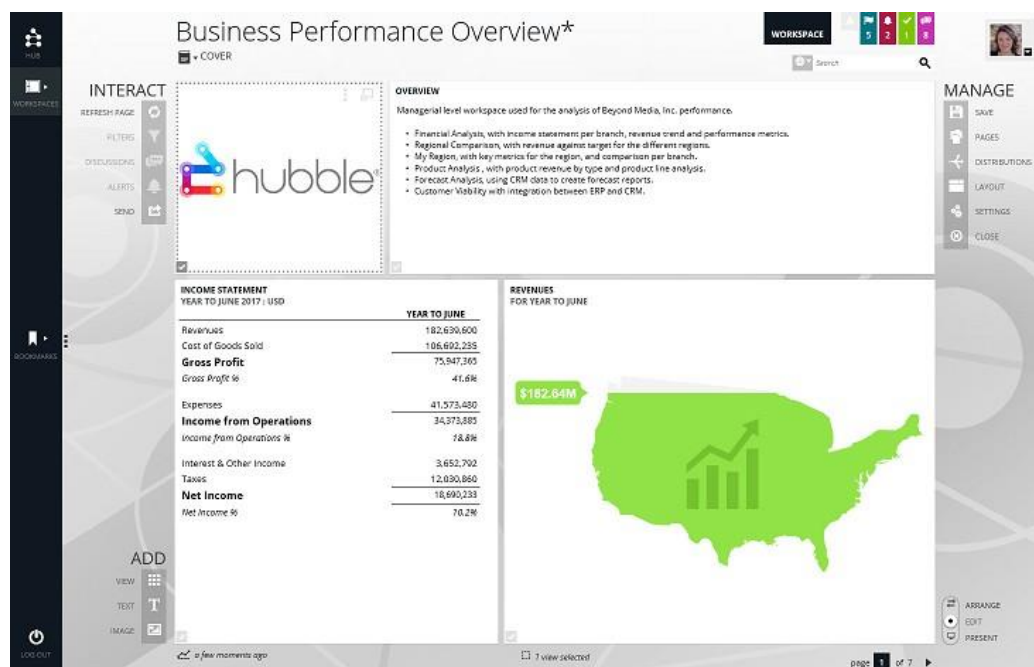 Business Performance Overview*
COVER
WORKSPACE
5
2
1
8
Search
HUB
WORKSPACES
BOOKMARKS
LOG OUT
INTERACT
REFRESH PAGE
FILTERS
DISCUSSIONS
ALERTS
SEND
hubble®
OVERVIEW
Managerial level workspace used for the analysis of Beyond Media, Inc. performance.
• Financial Analysis, with income statement per branch, revenue trend and performance metrics.
• Regional Comparison, with revenue against target for the different regions.
• My Region, with key metrics for the region, and comparison per branch.
• Product Analysis , with product revenue by type and product line analysis.
• Forecast Analysis, using CRM data to create forecast reports.
• Customer Viability with integration between ERP and CRM.
MANAGE
SAVE
PAGES
DISTRIBUTIONS
LAYOUT
SETTINGS
CLOSE
INCOME STATEMENT
YEAR TO JUNE 2017 : USD
YEAR TO JUNE
Revenues 182,639,600
Cost of Goods Sold 106,692,235
Gross Profit 75,947,365
Gross Profit % 41.6%
Expenses 41,573,480
Income from Operations 34,373,885
Income from Operations % 18.8%
Interest & Other Income 3,652,792
Taxes 12,030,860
Net Income 18,690,233
Net Income % 10.2%
REVENUES
FOR YEAR TO JUNE
$182.64M
ADD
VIEW
TEXT
IMAGE
ARRANGE
EDIT
PRESENT
a few moments ago
1 view selected
page 1 of 7